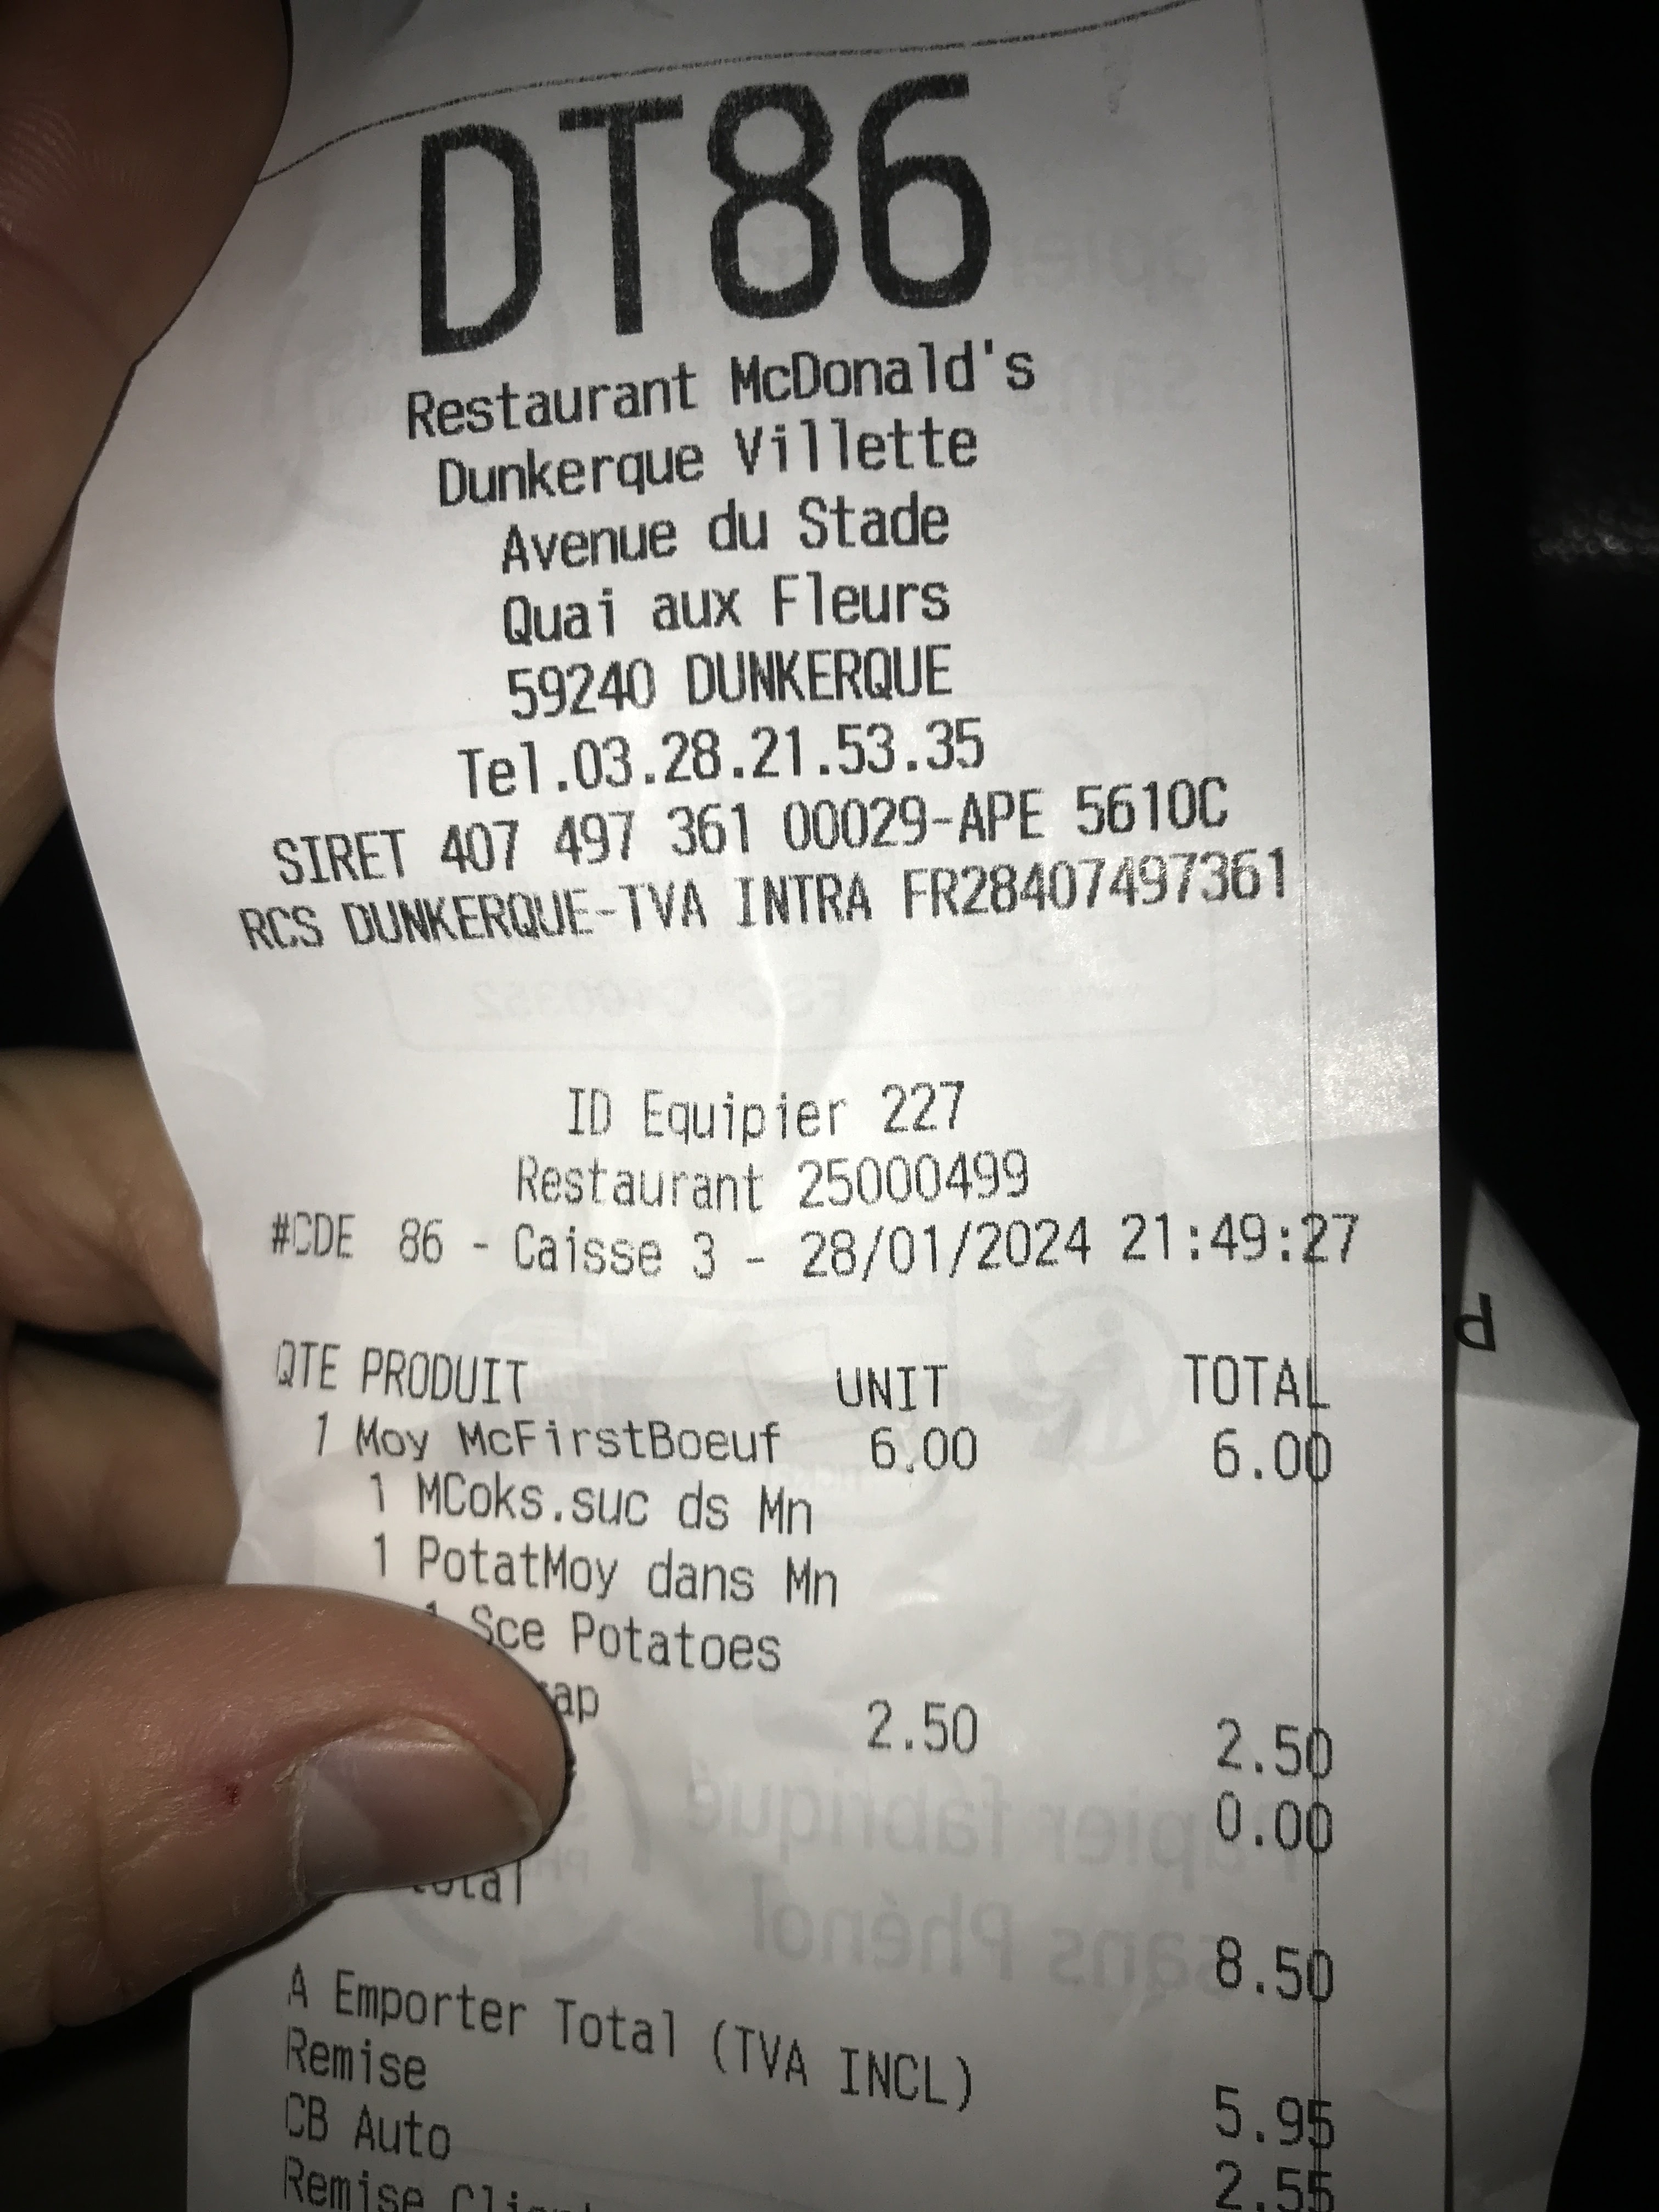 DT86
Restaurant McDonald's
Dunkerque Villette
Avenue du Stade
Quai aux Fleurs
59240 DUNKERQUE
Tel.03.28.21.53.35
SIRET 407 497 361 00029-APE 5610C
RCS DUNKERQUE-TVA INTRA FR28407497361
ID Equipier 227
Restaurant 25000499
#CDE 86 - Caisse 3 - 28/01/2024 21:49:27
QTE PRODUIT UNIT TOTAL
1 Moy McFirstBoeuf 6.00 6.00
1 MCoks.suc ds Mn
1 PotatMoy dans Mn
1 Sce Potatoes
2.50 2.50
0.00
8.50
A Emporter Total (TVA INCL)
Remise 5.95
CB Auto 2.55
Remise